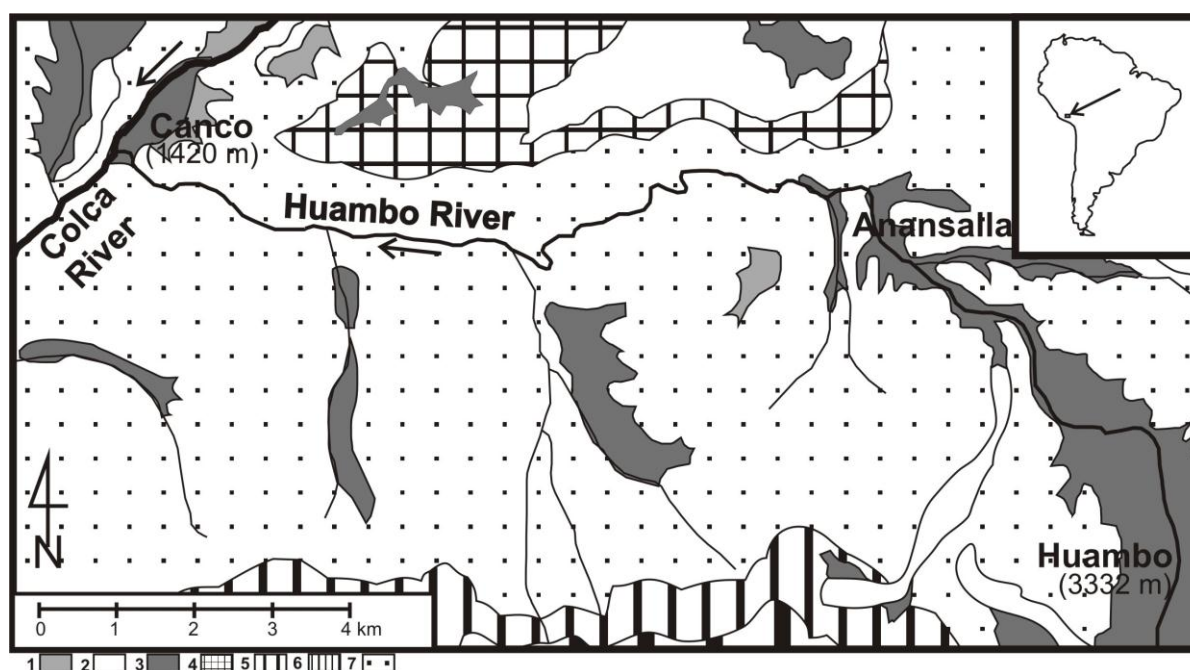 Canco
(1420 m)
Colca
River
Huambo River
Anansalla
Huambo
(3332 m)
N
0 1 2 3 4 km
1 2 3 4 5 6 7